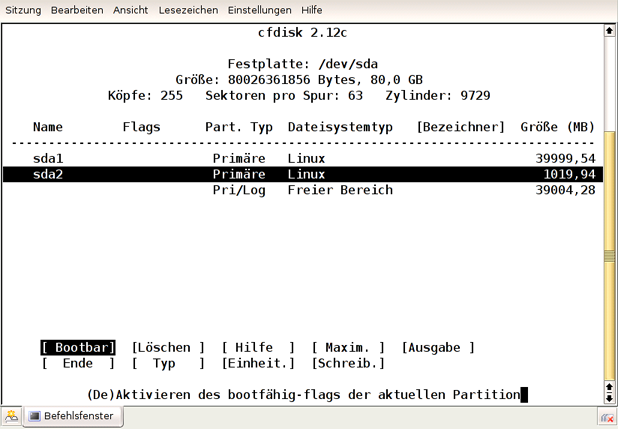 Sitzung Bearbeiten Ansicht Lesezeichen Einstellungen Hilfe
cfdisk 2.12c
Festplatte: /dev/sda
Größe: 80026361856 Bytes, 80,0 GB
Köpfe: 255 Sektoren pro Spur: 63 Zylinder: 9729
Name Flags Part. Typ Dateisystemtyp [Bezeichner] Größe (MB)
------------------------------------------------------------------------------
sda1 Primäre Linux 39999,54
sda2 Primäre Linux 1019,94
Pri/Log Freier Bereich 39004,28
[ Bootbar] [Löschen ] [ Hilfe ] [ Maxim. ] [Ausgabe ]
[ Ende ] [ Typ ] [Einheit.] [Schreib.]
(De)Aktivieren des bootfähig-flags der aktuellen Partition
Befehlsfenster